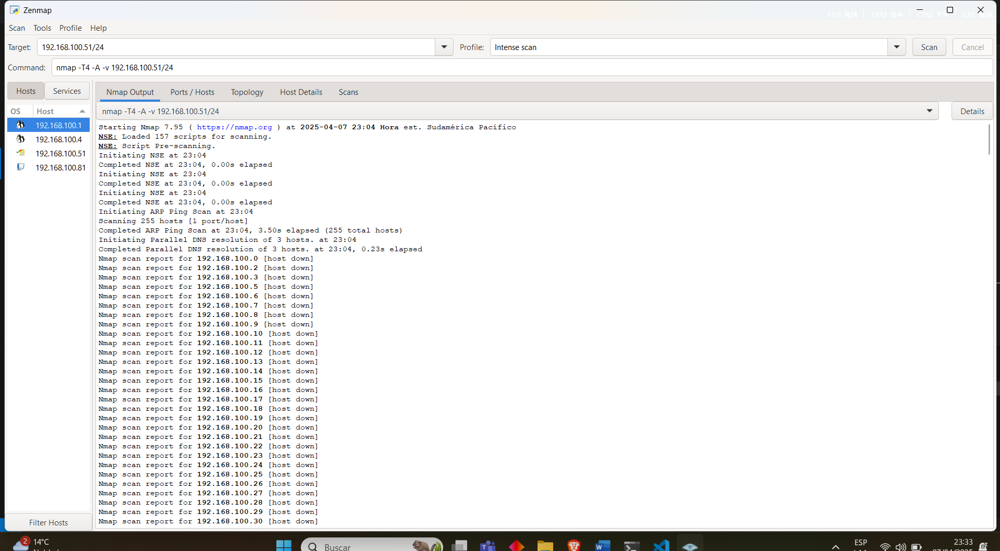 Zenmap
FPS N/A GPU 0% CPU 7% LAT N/A
Scan Tools Profile Help
Target: 192.168.100.51/24 Profile: Intense scan Scan Cancel
Command: nmap -T4 -A -v 192.168.100.51/24
Hosts Services
Nmap Output Ports / Hosts Topology Host Details Scans
OS Host
nmap -T4 -A -v 192.168.100.51/24 Details
192.168.100.1
192.168.100.4
192.168.100.51
192.168.100.81
Starting Nmap 7.95 ( https://nmap.org ) at 2025-04-07 23:04 Hora est. Sudamérica Pacífico
NSE: Loaded 157 scripts for scanning.
NSE: Script Pre-scanning.
Initiating NSE at 23:04
Completed NSE at 23:04, 0.00s elapsed
Initiating NSE at 23:04
Completed NSE at 23:04, 0.00s elapsed
Initiating NSE at 23:04
Completed NSE at 23:04, 0.00s elapsed
Initiating ARP Ping Scan at 23:04
Scanning 255 hosts [1 port/host]
Completed ARP Ping Scan at 23:04, 3.50s elapsed (255 total hosts)
Initiating Parallel DNS resolution of 3 hosts. at 23:04
Completed Parallel DNS resolution of 3 hosts. at 23:04, 0.23s elapsed
Nmap scan report for 192.168.100.0 [host down]
Nmap scan report for 192.168.100.2 [host down]
Nmap scan report for 192.168.100.3 [host down]
Nmap scan report for 192.168.100.5 [host down]
Nmap scan report for 192.168.100.6 [host down]
Nmap scan report for 192.168.100.7 [host down]
Nmap scan report for 192.168.100.8 [host down]
Nmap scan report for 192.168.100.9 [host down]
Nmap scan report for 192.168.100.10 [host down]
Nmap scan report for 192.168.100.11 [host down]
Nmap scan report for 192.168.100.12 [host down]
Nmap scan report for 192.168.100.13 [host down]
Nmap scan report for 192.168.100.14 [host down]
Nmap scan report for 192.168.100.15 [host down]
Nmap scan report for 192.168.100.16 [host down]
Nmap scan report for 192.168.100.17 [host down]
Nmap scan report for 192.168.100.18 [host down]
Nmap scan report for 192.168.100.19 [host down]
Nmap scan report for 192.168.100.20 [host down]
Nmap scan report for 192.168.100.21 [host down]
Nmap scan report for 192.168.100.22 [host down]
Nmap scan report for 192.168.100.23 [host down]
Nmap scan report for 192.168.100.24 [host down]
Nmap scan report for 192.168.100.25 [host down]
Nmap scan report for 192.168.100.26 [host down]
Nmap scan report for 192.168.100.27 [host down]
Nmap scan report for 192.168.100.28 [host down]
Nmap scan report for 192.168.100.29 [host down]
Nmap scan report for 192.168.100.30 [host down]
Filter Hosts
2 14°C
Buscar
ESP
23:33